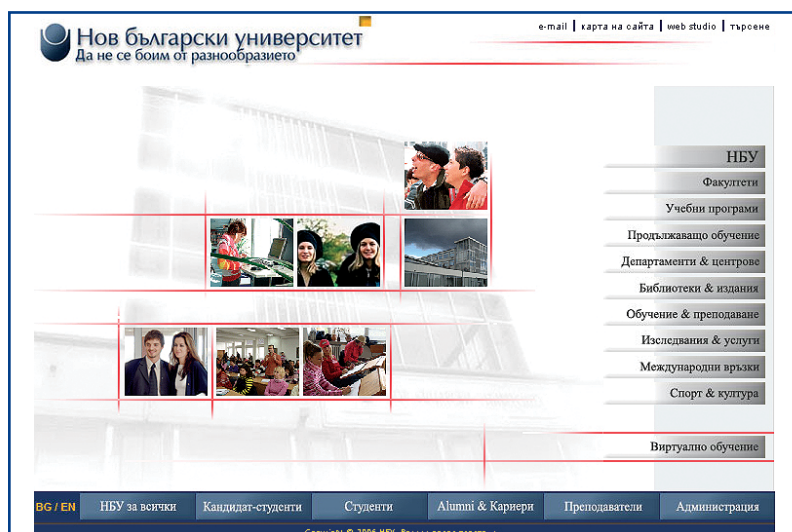 Нов български университет
Да не се боим от разнообразието
e-mail карта на сайта web studio търсене
НБУ
Факултети
Учебни програми
Продължаващо обучение
Департаменти & центрове
Библиотеки & издания
Обучение & преподаване
Изследвания & услуги
Международни връзки
Спорт & култура
Виртуално обучение
BG / EN НБУ за всички Кандидат-студенти Студенти Alumni & Кариери Преподаватели Администрация